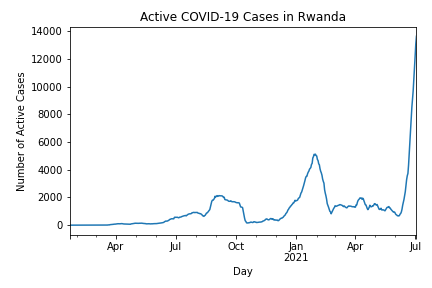 Active COVID-19 Cases in Rwanda
14000
12000
10000
8000
6000
4000
2000
0
Number of Active Cases
Apr Jul Oct Jan Apr Jul
2021
Day